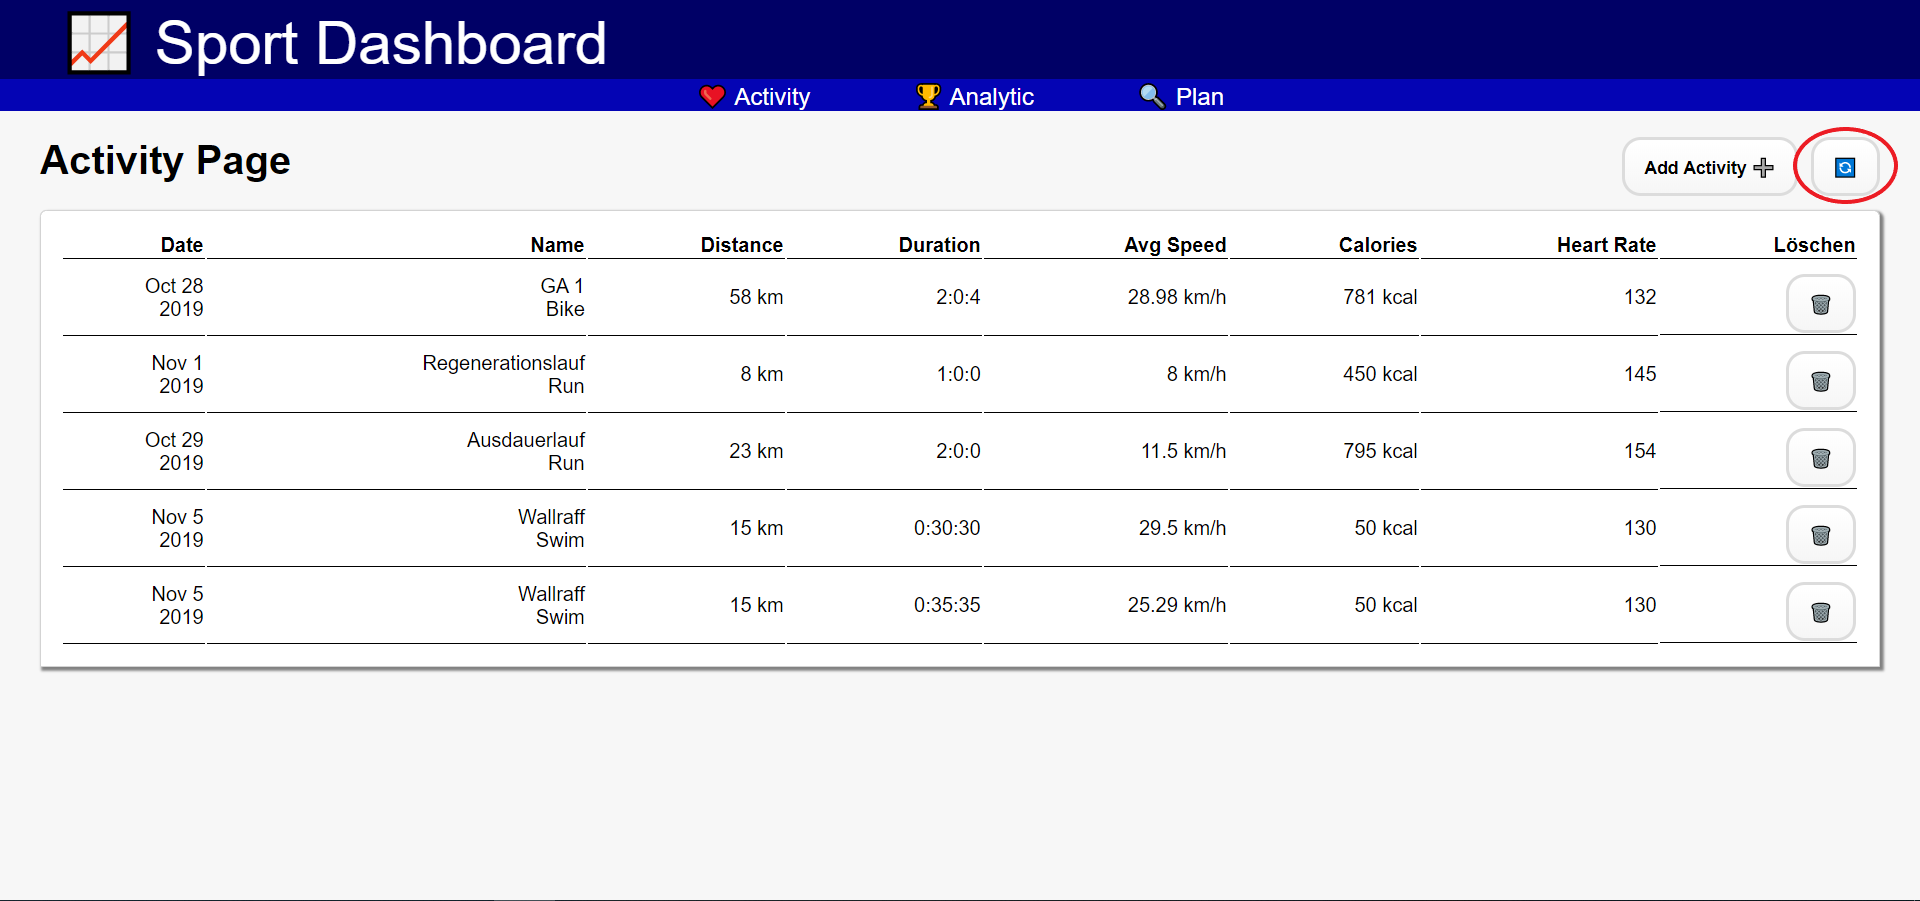 Sport Dashboard
Activity Analytic Plan
Activity Page
Add Activity
Date Name Distance Duration Avg Speed Calories Heart Rate Löschen
Oct 28 2019 GA 1 Bike 58 km 2:0:4 28.98 km/h 781 kcal 132
Nov 1 2019 Regenerationslauf Run 8 km 1:0:0 8 km/h 450 kcal 145
Oct 29 2019 Ausdauerlauf Run 23 km 2:0:0 11.5 km/h 795 kcal 154
Nov 5 2019 Wallraff Swim 15 km 0:30:30 29.5 km/h 50 kcal 130
Nov 5 2019 Wallraff Swim 15 km 0:35:35 25.29 km/h 50 kcal 130